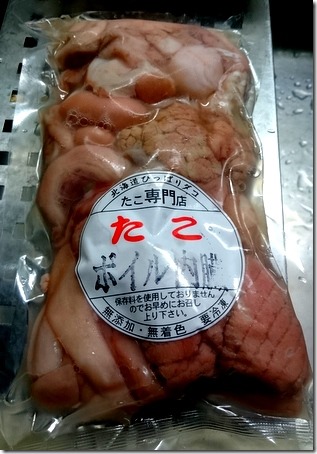 北海道ひっぱりダコ
たこ専門店
たこ
ボイル内臓
保存料を使用しておりません
のでお早めにお召し
上り下さい。
無添加・無着色 要冷凍